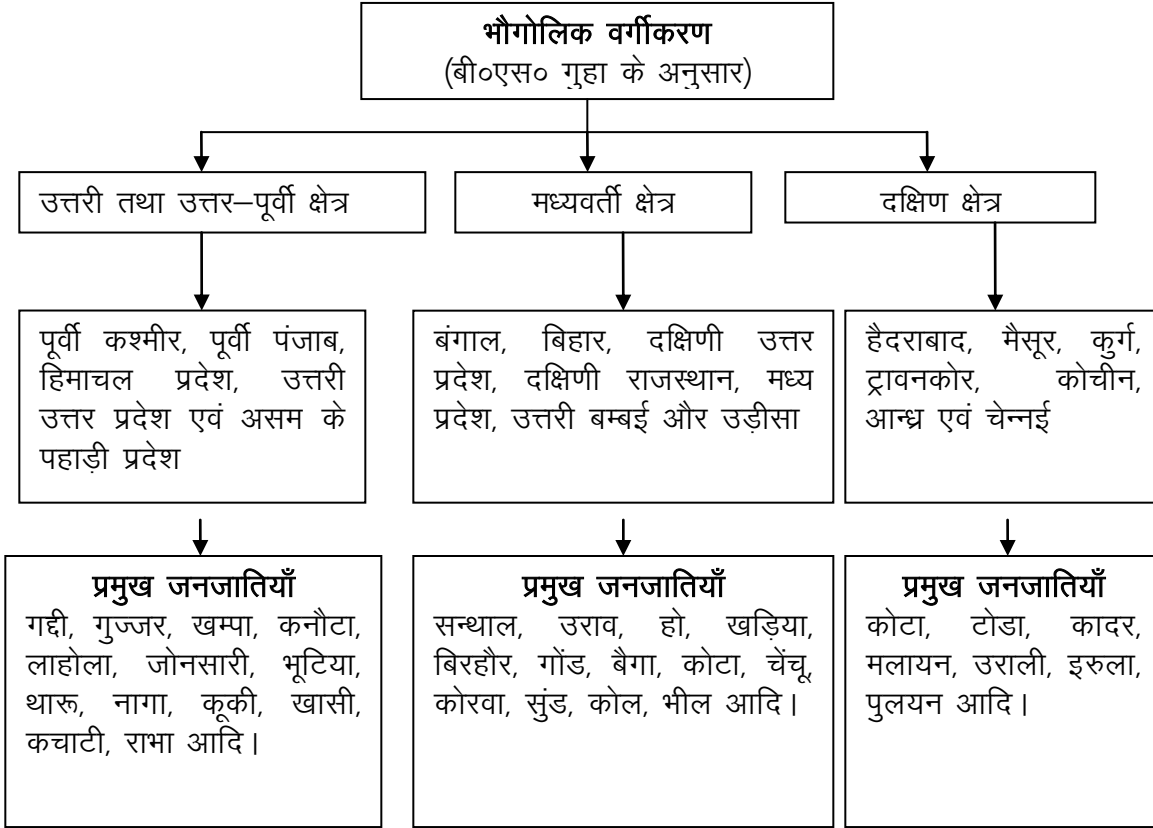 भौगोलिक वर्गीकरण
(बी०एस० गुहा के अनुसार)
उत्तरी तथा उत्तर–पूर्वी क्षेत्र
मध्यवर्ती क्षेत्र
दक्षिण क्षेत्र
पूर्वी कश्मीर, पूर्वी पंजाब,
हिमाचल प्रदेश, उत्तरी
उत्तर प्रदेश एवं असम के
पहाड़ी प्रदेश
बंगाल, बिहार, दक्षिणी उत्तर
प्रदेश, दक्षिणी राजस्थान, मध्य
प्रदेश, उत्तरी बम्बई और उड़ीसा
हैदराबाद, मैसूर, कुर्ग,
ट्रावनकोर, कोचीन,
आन्ध्र एवं चेन्नई
प्रमुख जनजातियाँ
गद्दी, गुज्जर, खम्पा, कनौटा,
लाहोला, जोनसारी, भूटिया,
थारू, नागा, कूकी, खासी,
कचाटी, राभा आदि।
प्रमुख जनजातियाँ
सन्थाल, उराव, हो, खड़िया,
बिरहौर, गोंड, बैगा, कोटा, चेंचू,
कोरवा, सुंड, कोल, भील आदि।
प्रमुख जनजातियाँ
कोटा, टोडा, कादर,
मलायन, उराली, इरुला,
पुलयन आदि।